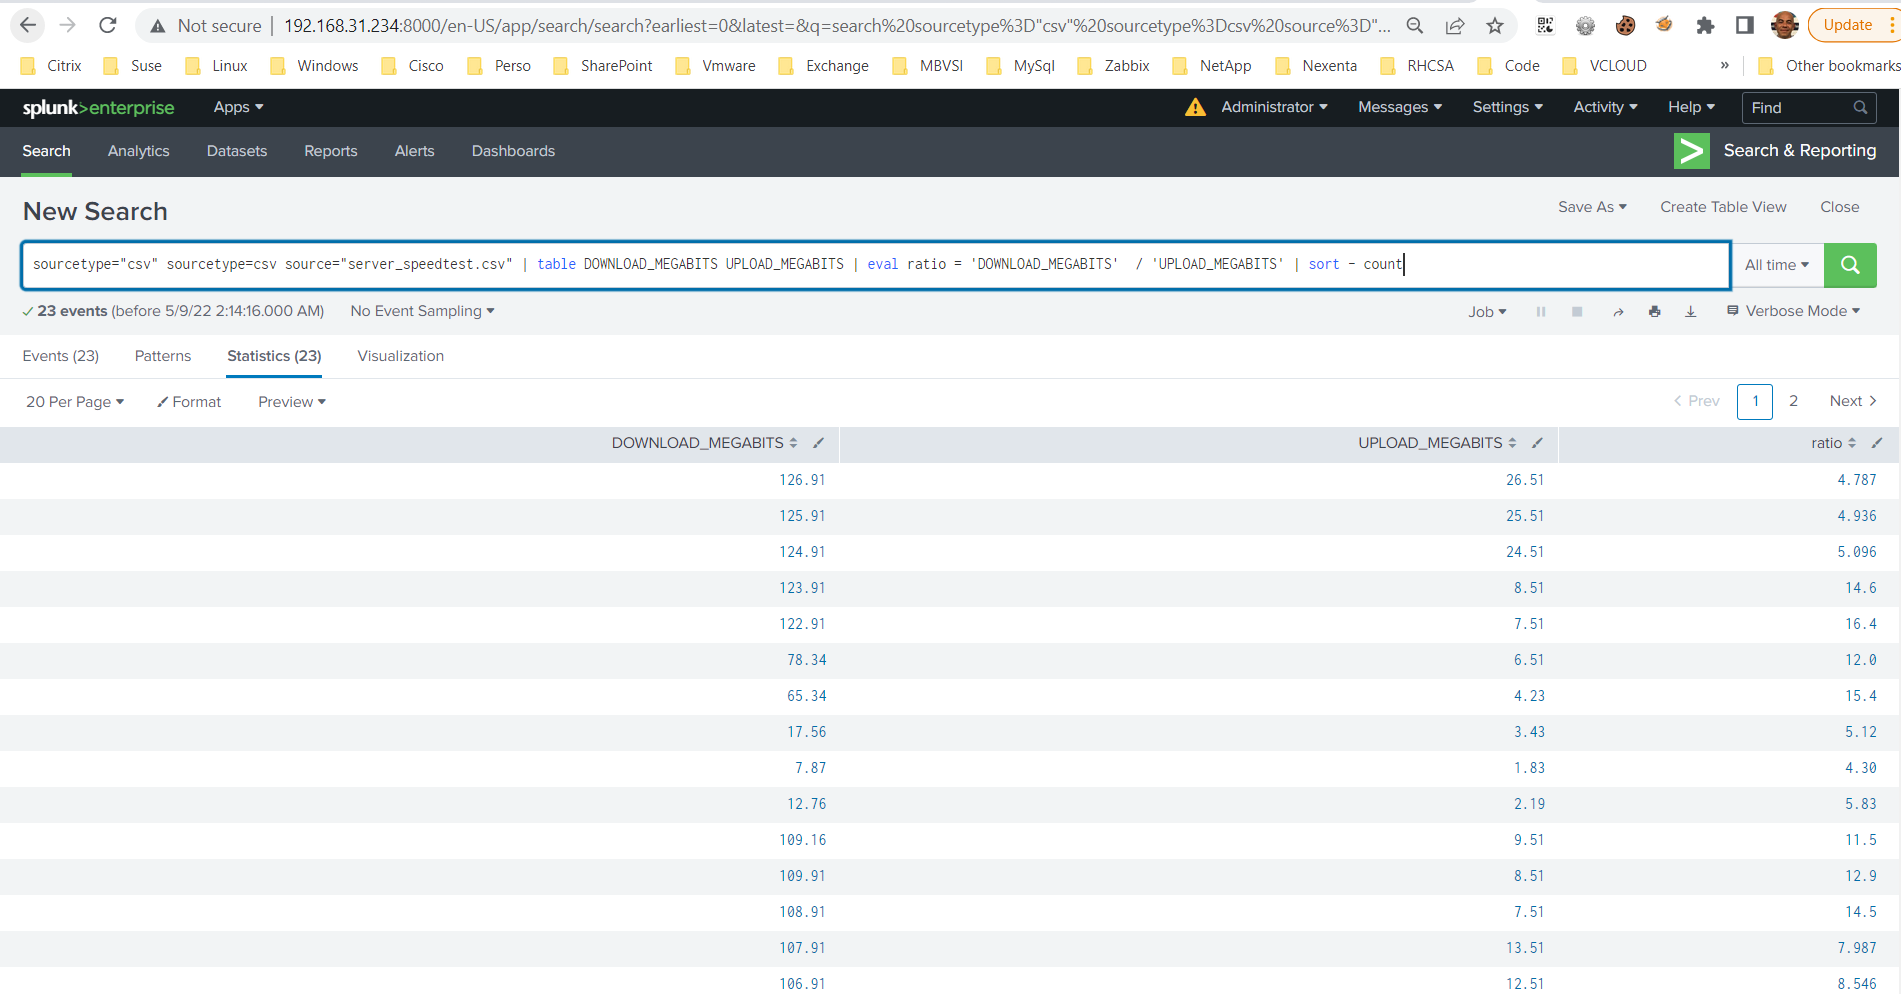 Not secure | 192.168.31.234:8000/en-US/app/search/search?earliest=0&latest=&q=search%20sourcetype%3D"csv"%20sourcetype%3Dcsv%20source%3D"... Update
Citrix Suse Linux Windows Cisco Perso SharePoint Vmware Exchange MBVSI MySql Zabbix NetApp Nexenta RHCSA Code VCLOUD » Other bookmarks
splunk>enterprise Apps Administrator Messages Settings Activity Help Find
Search Analytics Datasets Reports Alerts Dashboards Search & Reporting
New Search Save As Create Table View Close
sourcetype="csv" sourcetype=csv source="server_speedtest.csv" | table DOWNLOAD_MEGABITS UPLOAD_MEGABITS | eval ratio = 'DOWNLOAD_MEGABITS'  / 'UPLOAD_MEGABITS' | sort - count All time
23 events (before 5/9/22 2:14:16.000 AM) No Event Sampling Job Verbose Mode
Events (23) Patterns Statistics (23) Visualization
20 Per Page Format Preview < Prev 1 2 Next >
DOWNLOAD_MEGABITS UPLOAD_MEGABITS ratio
126.91 26.51 4.787
125.91 25.51 4.936
124.91 24.51 5.096
123.91 8.51 14.6
122.91 7.51 16.4
78.34 6.51 12.0
65.34 4.23 15.4
17.56 3.43 5.12
7.87 1.83 4.30
12.76 2.19 5.83
109.16 9.51 11.5
109.91 8.51 12.9
108.91 7.51 14.5
107.91 13.51 7.987
106.91 12.51 8.546